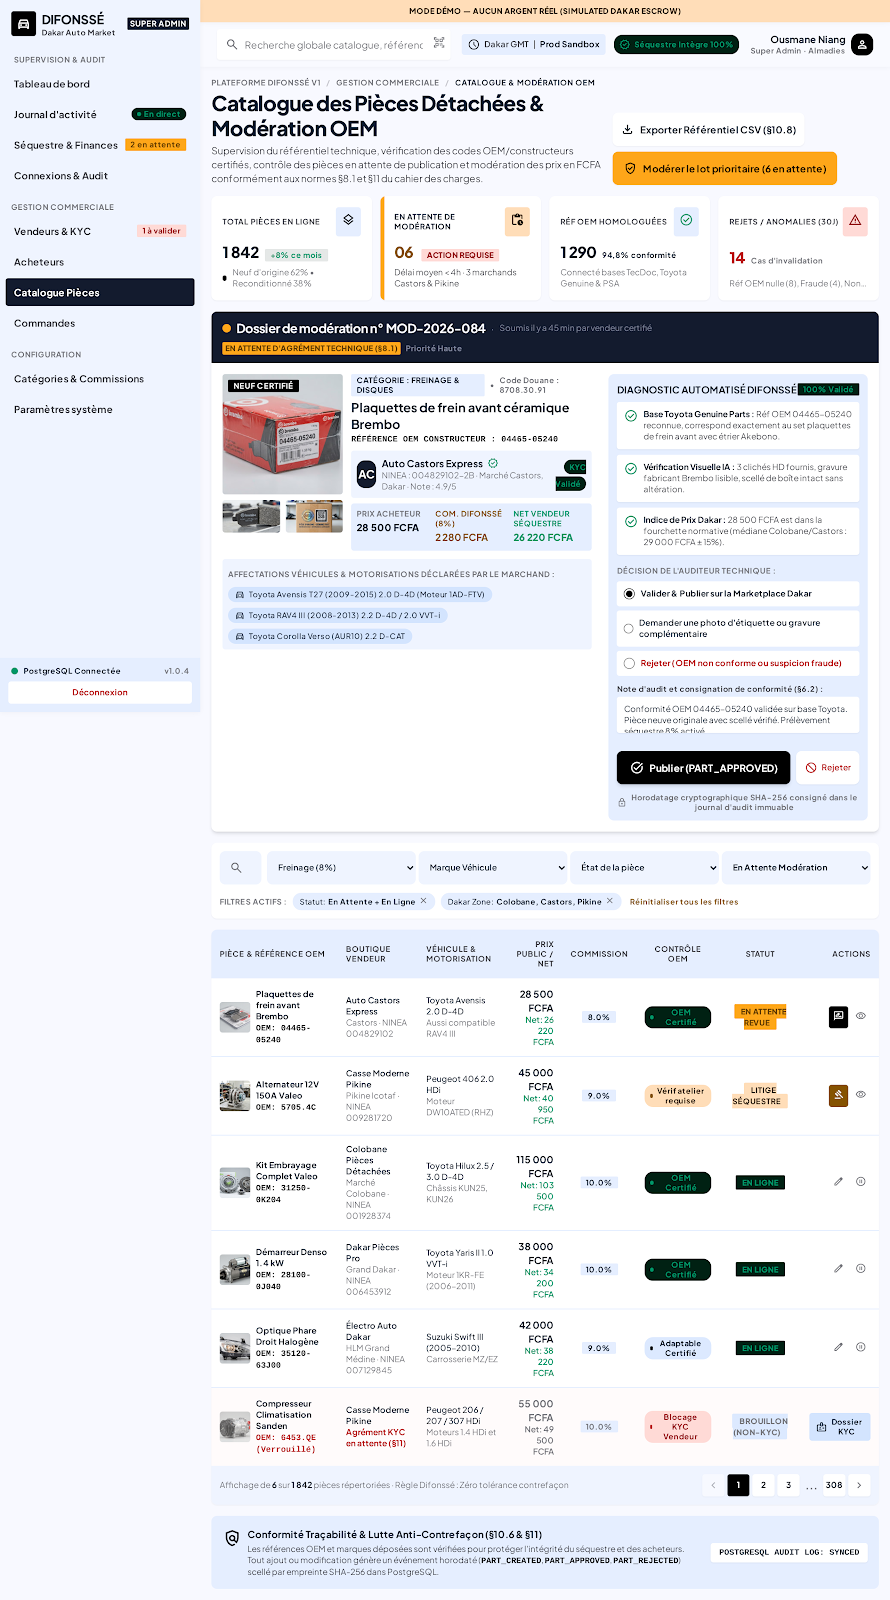 MODE DÉMO — AUCUN ARGENT RÉEL (SIMULATED DAKAR ESCROW)
DIFONSSÉ
Dakar Auto Market
SUPER ADMIN
SUPERVISION & AUDIT
Tableau de bord
Journal d'activité
En direct
Séquestre & Finances
2 en attente
Connexions & Audit
GESTION COMMERCIALE
Vendeurs & KYC
1 à valider
Acheteurs
Catalogue Pièces
Commandes
CONFIGURATION
Catégories & Commissions
Paramètres système
PostgreSQL Connectée
v1.0.4
Déconnexion
Recherche globale catalogue, référenc
Dakar GMT | Prod Sandbox
Séquestre Intègre 100%
Ousmane Niang
Super Admin · Almadies
PLATEFORME DIFONSSÉ V1 / GESTION COMMERCIALE / CATALOGUE & MODÉRATION OEM
Catalogue des Pièces Détachées &
Modération OEM
Supervision du référentiel technique, vérification des codes OEM/constructeurs
certifiés, contrôle des pièces en attente de publication et modération des prix en FCFA
conformément aux normes §8.1 et §11 du cahier des charges.
Exporter Référentiel CSV (§10.8)
Modérer le lot prioritaire (6 en attente)
TOTAL PIÈCES EN LIGNE
1 842
+8% ce mois
Neuf d'origine 62% •
Reconditionné 38%
EN ATTENTE DE
MODÉRATION
06
ACTION REQUISE
Délai moyen < 4h · 3 marchands
Castors & Pikine
RÉF OEM HOMOLOGUÉES
1 290
94,8% conformité
Connecté bases TecDoc, Toyota
Genuine & PSA
REJETS / ANOMALIES (30J)
14
Cas d'invalidation
Réf OEM nulle (8), Fraude (4), Non...
Dossier de modération n° MOD-2026-084
· Soumis il y a 45 min par vendeur certifié
EN ATTENTE D'AGRÉMENT TECHNIQUE (§8.1)
Priorité Haute
NEUF CERTIFIÉ
brembo
04465-05240
CATÉGORIE : FREINAGE &
DISQUES
• Code Douane :
8708.30.91
Plaquettes de frein avant céramique
Brembo
RÉFÉRENCE OEM CONSTRUCTEUR : 04465-05240
AC
Auto Castors Express
NINEA : 004829102-2B · Marché Castors,
Dakar · Note : 4.9/5
KYC
Validé
PRIX ACHETEUR
28 500 FCFA
COM. DIFONSSÉ
(8%)
2 280 FCFA
NET VENDEUR
SÉQUESTRE
26 220 FCFA
AFFECTATIONS VÉHICULES & MOTORISATIONS DÉCLARÉES PAR LE MARCHAND :
Toyota Avensis T27 (2009-2015) 2.0 D-4D (Moteur 1AD-FTV)
Toyota RAV4 III (2008-2013) 2.2 D-4D / 2.0 VVT-i
Toyota Corolla Verso (AUR10) 2.2 D-CAT
DIAGNOSTIC AUTOMATISÉ DIFONSSÉ
100% Validé
Base Toyota Genuine Parts : Réf OEM 04465-05240
reconnue, correspond exactement au set plaquettes
de frein avant avec étrier Akebono.
Vérification Visuelle IA : 3 clichés HD fournis, gravure
fabricant Brembo lisible, scellé de boîte intact sans
altération.
Indice de Prix Dakar : 28 500 FCFA est dans la
fourchette normative (médiane Colobane/Castors :
29 000 FCFA ± 15%).
DÉCISION DE L'AUDITEUR TECHNIQUE :
Valider & Publier sur la Marketplace Dakar
Demander une photo d'étiquette ou gravure
complémentaire
Rejeter (OEM non conforme ou suspicion fraude)
Note d'audit et consignation de conformité (§6.2) :
Conformité OEM 04465-05240 validée sur base Toyota.
Pièce neuve originale avec scellé vérifié. Prélèvement
séquestre 8% activé
Publier (PART_APPROVED)
Rejeter
Horodatage cryptographique SHA-256 consigné dans le
journal d'audit immuable
Freinage (8%)
Marque Véhicule
État de la pièce
En Attente Modération
FILTRES ACTIFS :
Statut: En Attente + En Ligne ×
Dakar Zone: Colobane, Castors, Pikine ×
Réinitialiser tous les filtres
PIÈCE & RÉFÉRENCE OEM
BOUTIQUE
VENDEUR
VÉHICULE &
MOTORISATION
PRIX
PUBLIC /
NET
COMMISSION
CONTRÔLE
OEM
STATUT
ACTIONS
Plaquettes de
frein avant
Brembo
OEM: 04465-
05240
Auto Castors
Express
Castors · NINEA
004829102
Toyota Avensis
2.0 D-4D
Aussi compatible
RAV4 III
28 500
FCFA
Net: 26
220
FCFA
8.0%
OEM
Certifié
EN ATTENTE
REVUE
Alternateur 12V
150A Valeo
OEM: 5705.4C
Casse Moderne
Pikine
Pikine Icotaf ·
NINEA
009281720
Peugeot 406 2.0
HDi
Moteur
DW10ATED (RHZ)
45 000
FCFA
Net: 40
950
FCFA
9.0%
Vérif atelier
requise
LITIGE
SÉQUESTRE
Kit Embrayage
Complet Valeo
OEM: 31250-
0K204
Colobane
Pièces
Détachées
Marché
Colobane ·
NINEA
001928374
Toyota Hilux 2.5 /
3.0 D-4D
Châssis KUN25,
KUN26
115 000
FCFA
Net: 103
500
FCFA
10.0%
OEM
Certifié
EN LIGNE
Démarreur Denso
1.4 kW
OEM: 28100-
0J040
Dakar Pièces
Pro
Grand Dakar ·
NINEA
006453912
Toyota Yaris II 1.0
VVT-i
Moteur 1KR-FE
(2006-2011)
38 000
FCFA
Net: 34
200
FCFA
10.0%
OEM
Certifié
EN LIGNE
Optique Phare
Droit Halogène
OEM: 35120-
63J00
Électro Auto
Dakar
HLM Grand
Médine · NINEA
007129845
Suzuki Swift III
(2005-2010)
Carrosserie MZ/EZ
42 000
FCFA
Net: 38
220
FCFA
9.0%
Adaptable
Certifié
EN LIGNE
Compresseur
Climatisation
Sanden
OEM: 6453.QE
(Verrouillé)
Casse Moderne
Pikine
Agrément KYC
en attente (§11)
Peugeot 206 /
207 / 307 HDi
Moteurs 1.4 HDi et
1.6 HDi
55 000
FCFA
Net: 49
500
FCFA
10.0%
Blocage
KYC
Vendeur
BROUILLON
(NON-KYC)
Dossier
KYC
Affichage de 6 sur 1 842 pièces répertoriées · Règle Difonssé : Zéro tolérance contrefaçon
‹ 1 2 3 ... 308 ›
Conformité Traçabilité & Lutte Anti-Contrefaçon (§10.6 & §11)
Les références OEM et marques déposées sont vérifiées pour protéger l'intégrité du séquestre et des acheteurs.
Tout ajout ou modification génère un événement horodaté (PART_CREATED, PART_APPROVED, PART_REJECTED)
scellé par empreinte SHA-256 dans PostgreSQL.
POSTGRESQL AUDIT LOG: SYNCED